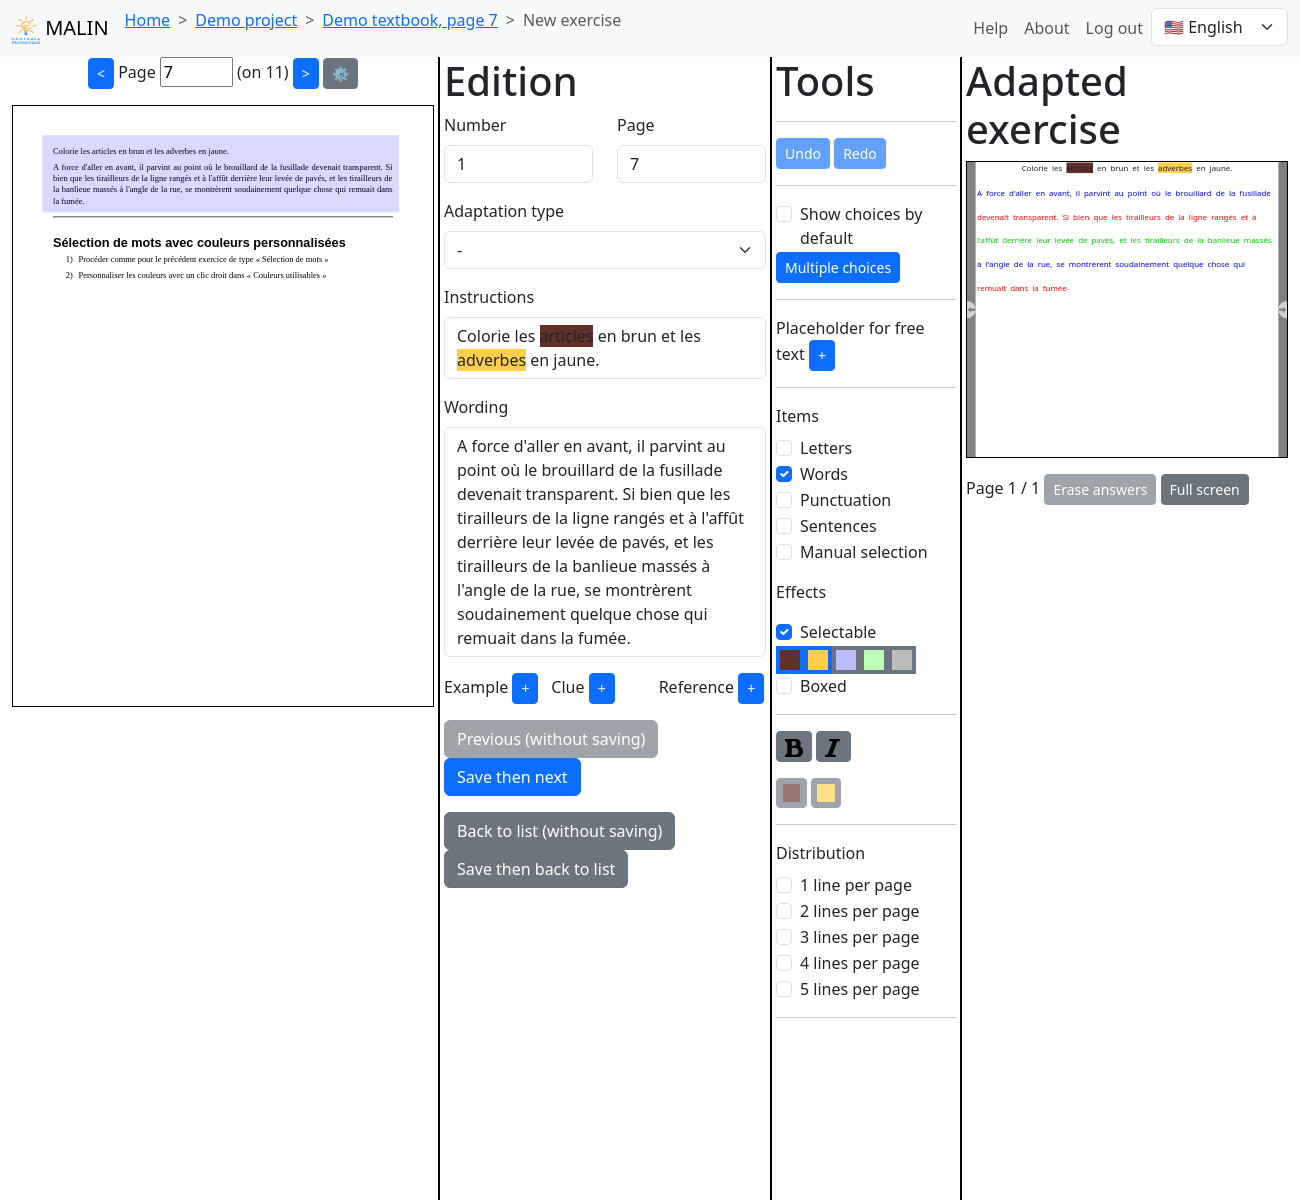 MALIN
Home > Demo project > Demo textbook, page 7 > New exercise
Help About Log out 🇺🇸 English
< Page 7 (on 11) > ⚙️
Colorie les articles en brun et les adverbes en jaune.
A force d'aller en avant, il parvint au point où le brouillard de la fusillade devenait transparent. Si
bien que les tirailleurs de la ligne rangés et à l'affût derrière leur levée de pavés, et les tirailleurs de
la banlieue massés à l'angle de la rue, se montrèrent soudainement quelque chose qui remuait dans
la fumée.
Sélection de mots avec couleurs personnalisées
1) Procéder comme pour le précédent exercice de type « Sélection de mots »
2) Personnaliser les couleurs avec un clic droit dans « Couleurs utilisables »
Edition
Number Page
1 7
Adaptation type
-
Instructions
Colorie les articles en brun et les
adverbes en jaune.
Wording
A force d'aller en avant, il parvint au
point où le brouillard de la fusillade
devenait transparent. Si bien que les
tirailleurs de la ligne rangés et à l'affût
derrière leur levée de pavés, et les
tirailleurs de la banlieue massés à
l'angle de la rue, se montrèrent
soudainement quelque chose qui
remuait dans la fumée.
Example + Clue + Reference +
Previous (without saving)
Save then next
Back to list (without saving)
Save then back to list
Tools
Undo Redo
Show choices by
default
Multiple choices
Placeholder for free
text +
Items
Letters
Words
Punctuation
Sentences
Manual selection
Effects
Selectable
Boxed
B I
Distribution
1 line per page
2 lines per page
3 lines per page
4 lines per page
5 lines per page
Adapted
exercise
Colorie les articles en brun et les adverbes en jaune.
A force d'aller en avant, il parvint au point où le brouillard de la fusillade
devenait transparent. Si bien que les tirailleurs de la ligne rangés et à
l'affût derrière leur levée de pavés, et les tirailleurs de la banlieue massés
à l'angle de la rue, se montrèrent soudainement quelque chose qui
remuait dans la fumée.
Page 1 / 1 Erase answers Full screen